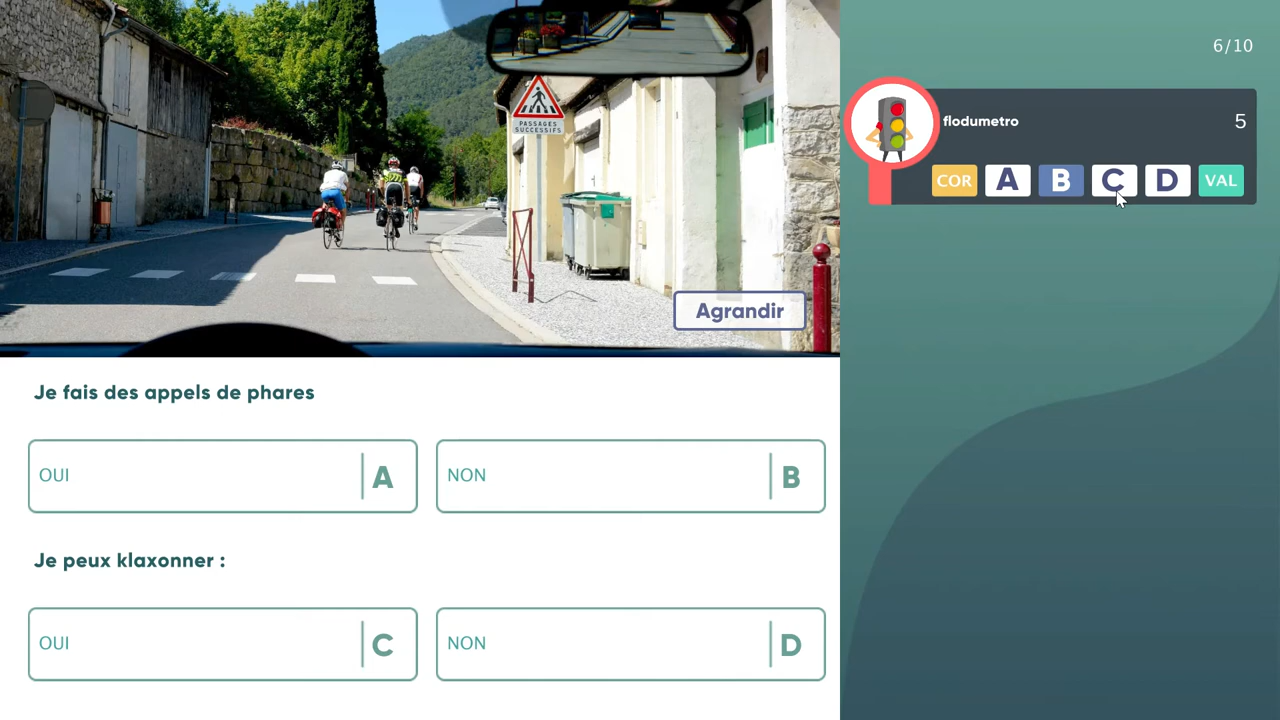 PASSAGES
SUCCESSIFS
Agrandir
Je fais des appels de phares
OUI A
NON B
Je peux klaxonner :
OUI C
NON D
6/10
flodumetro
5
COR A B C D VAL